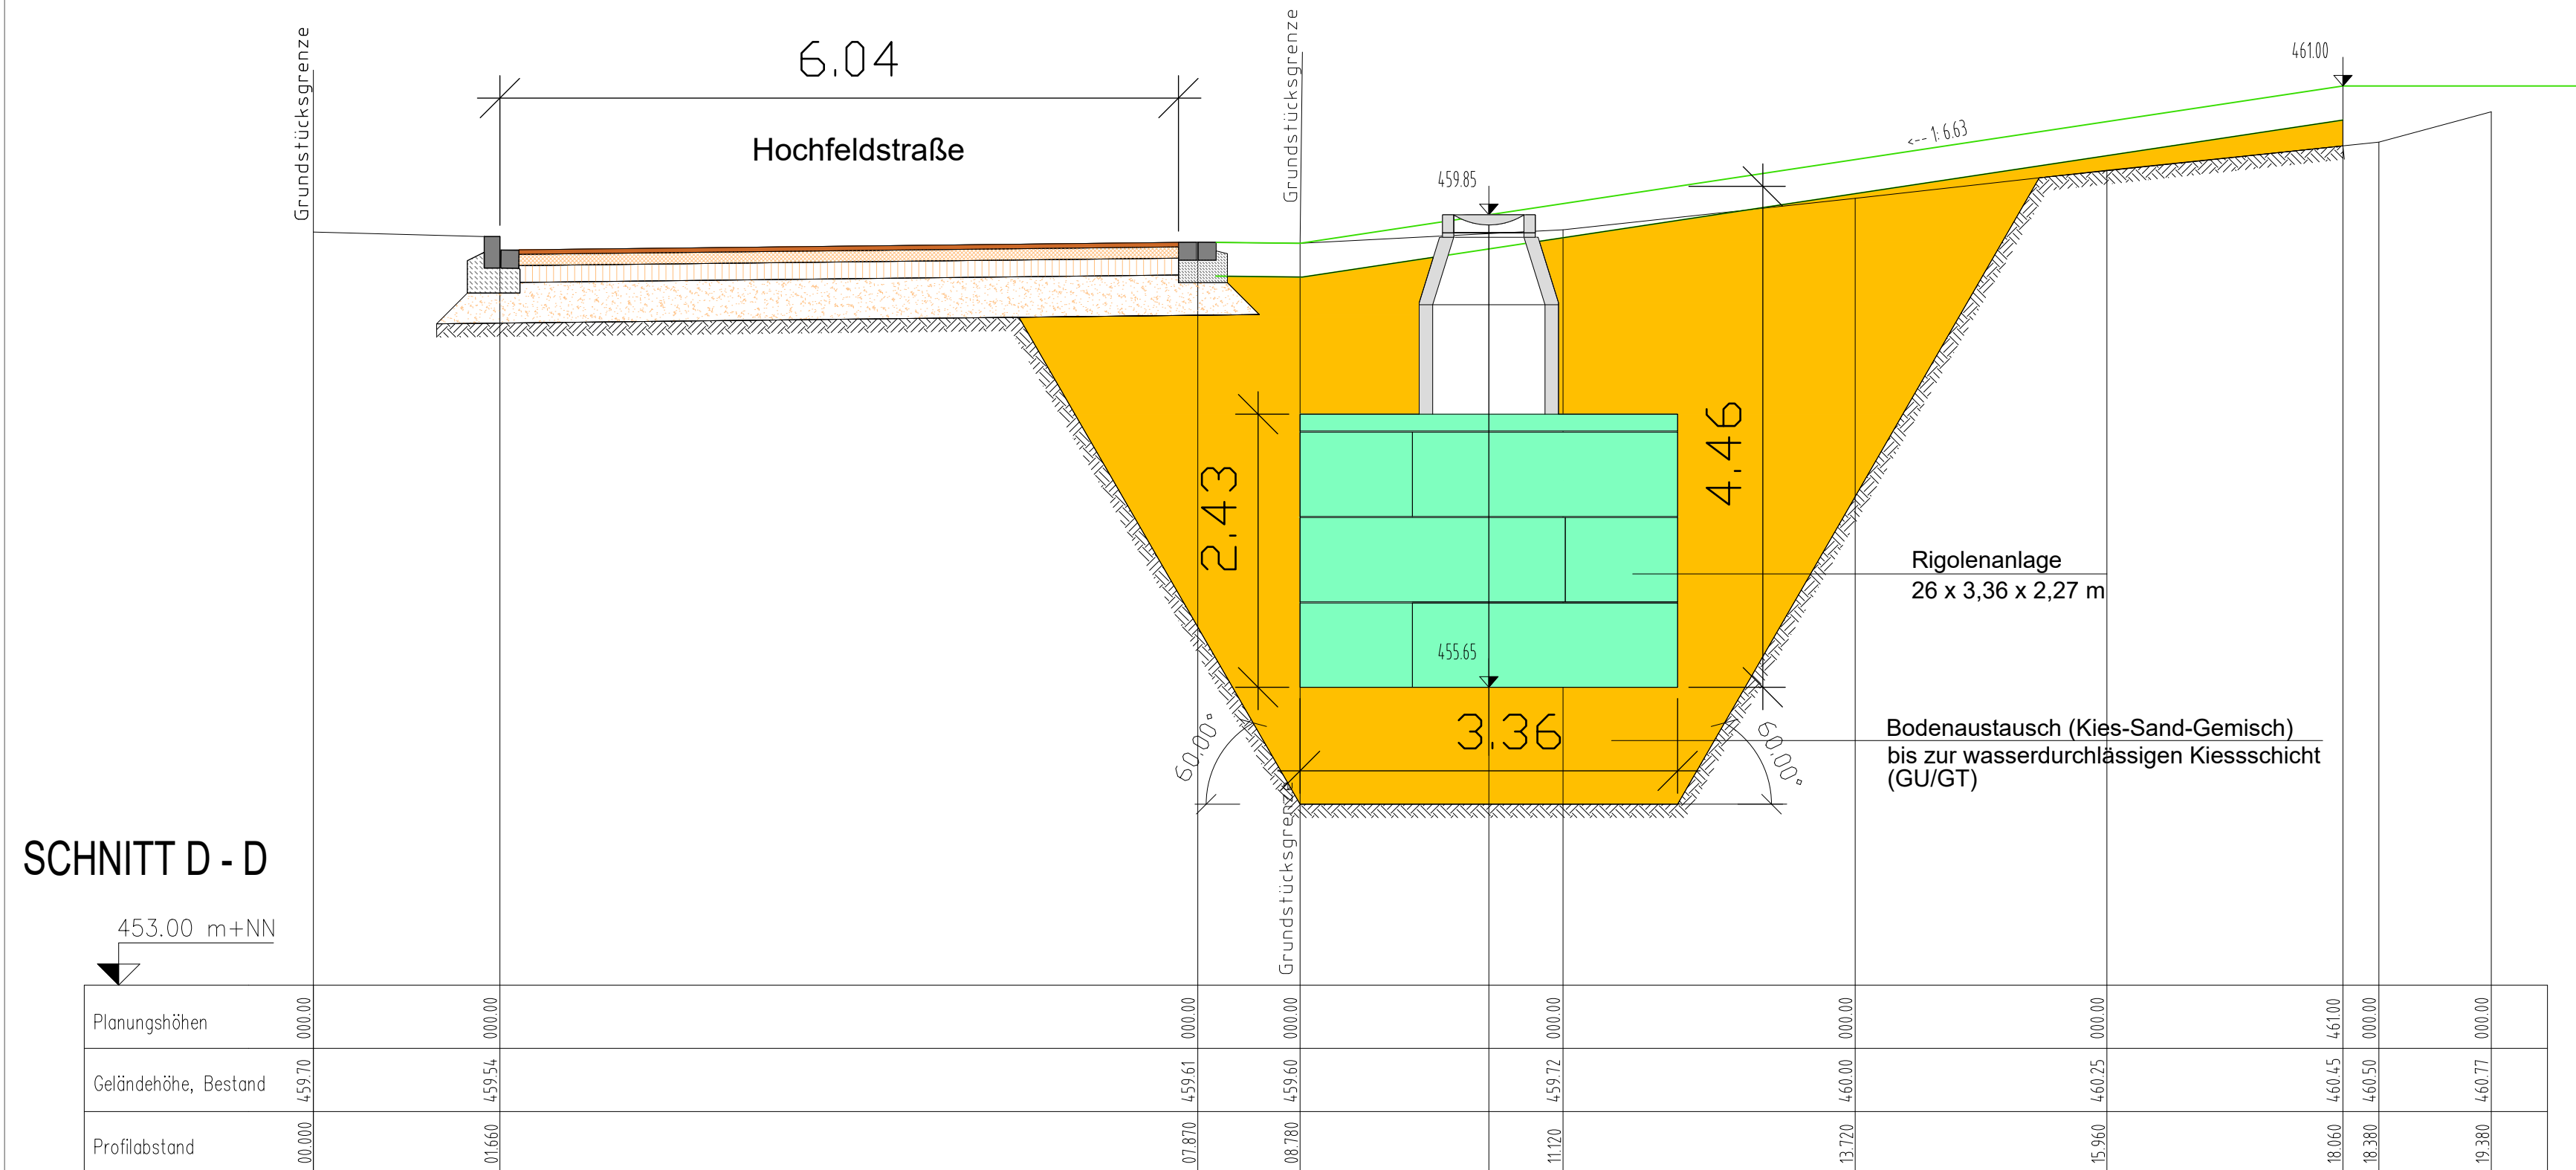 Grundstücksgrenze
6.04
Hochfeldstraße
Grundstücksgrenze
461.00
<-- 1: 6.63
459.85
2.43
4.46
Rigolenanlage
26 x 3,36 x 2,27 m
455.65
3.36
60.00°
60.00°
Bodenaustausch (Kies-Sand-Gemisch)
bis zur wasserdurchlässigen Kiessschicht
(GU/GT)
Grundstücksgrenze
SCHNITT D - D
453.00 m+NN
Planungshöhen 000.00 000.00 000.00 000.00 000.00 000.00 000.00 461.00 000.00 000.00
Geländehöhe, Bestand 459.70 459.54 459.61 459.60 459.72 460.00 460.25 460.45 460.50 460.77
Profilabstand 00.000 01.660 07.870 08.780 11.120 13.720 15.960 18.060 18.380 19.380